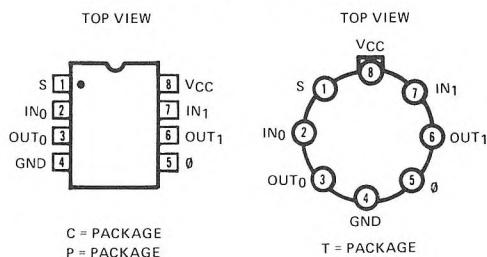 TOP VIEW
S 1 8 VCC
IN0 2 7 IN1
OUT0 3 6 OUT1
GND 4 5 Ø
C = PACKAGE
P = PACKAGE
TOP VIEW
VCC
8
S 1 7 IN1
IN0 2 6 OUT1
OUT0 3 5 Ø
4
GND
T = PACKAGE